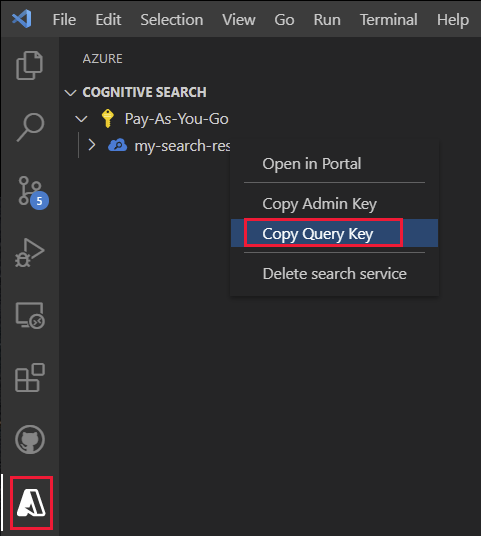 File Edit Selection View Go Run Terminal Help
AZURE
COGNITIVE SEARCH
Pay-As-You-Go
my-search-res
Open in Portal
Copy Admin Key
Copy Query Key
Delete search service
5